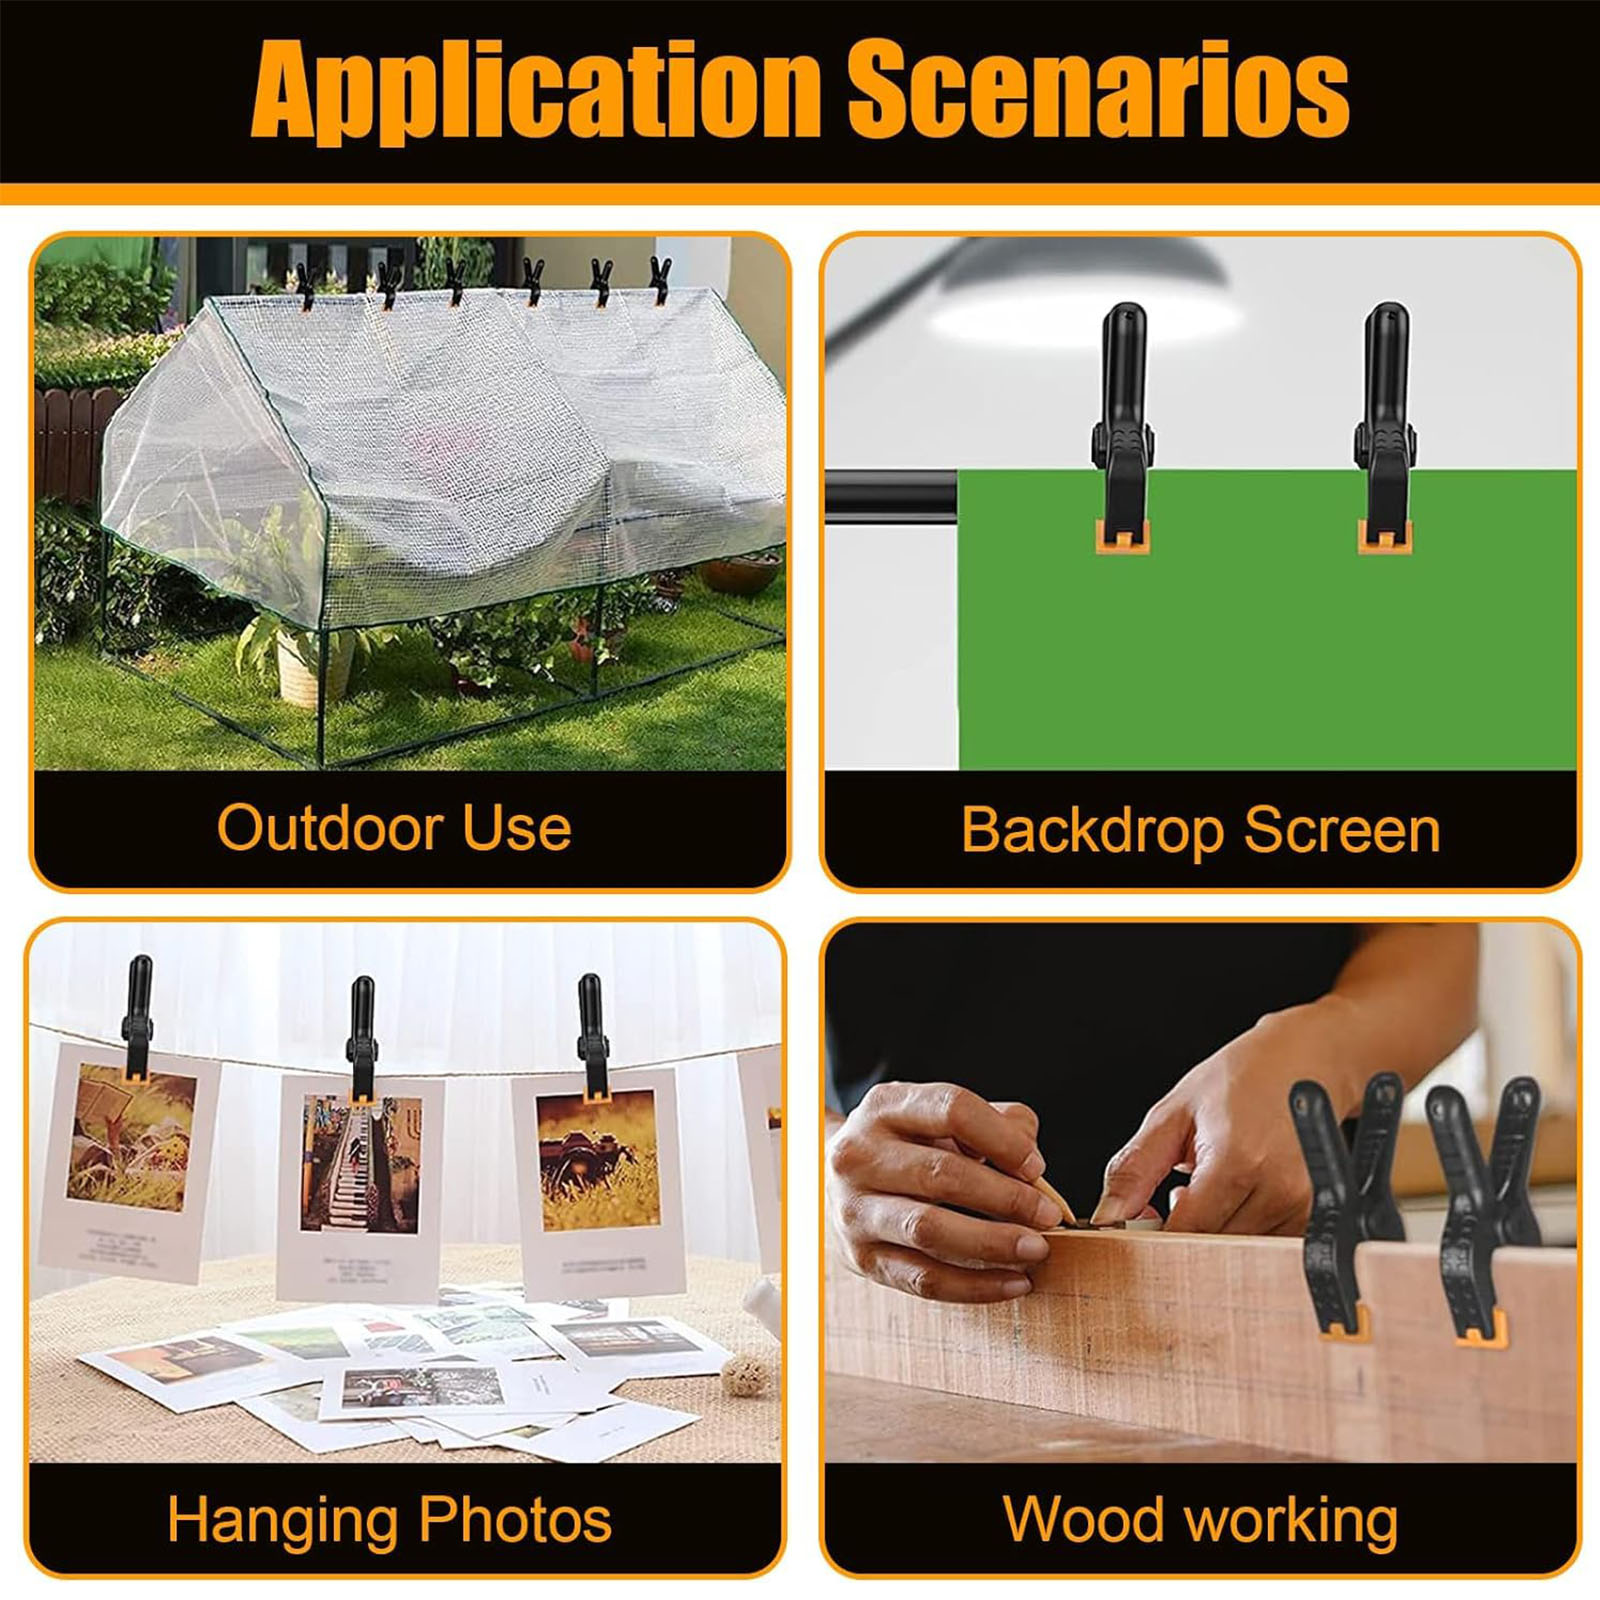 Application Scenarios
Outdoor Use
Backdrop Screen
Hanging Photos
Wood working